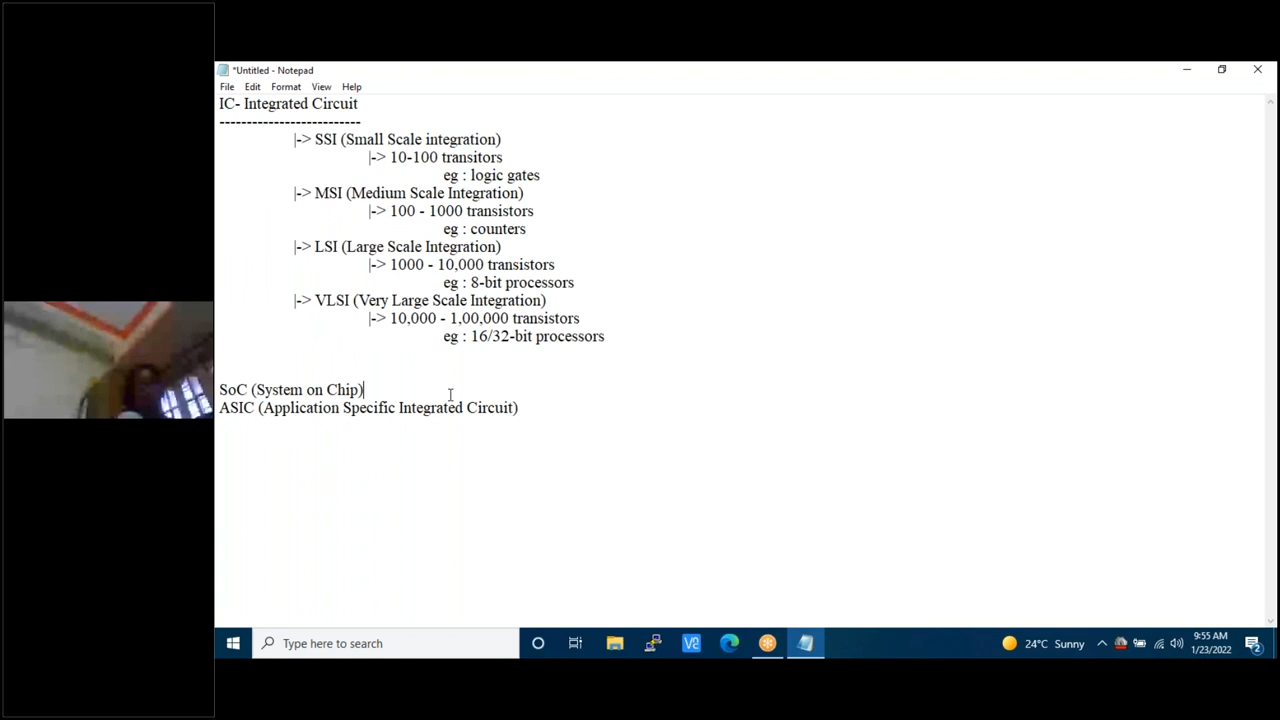 *Untitled - Notepad
File Edit Format View Help
IC- Integrated Circuit
--------------------------
|-> SSI (Small Scale integration)
|-> 10-100 transitors
eg : logic gates
|-> MSI (Medium Scale Integration)
|-> 100 - 1000 transistors
eg : counters
|-> LSI (Large Scale Integration)
|-> 1000 - 10,000 transistors
eg : 8-bit processors
|-> VLSI (Very Large Scale Integration)
|-> 10,000 - 1,00,000 transistors
eg : 16/32-bit processors
SoC (System on Chip)
ASIC (Application Specific Integrated Circuit)
Type here to search
24°C Sunny
9:55 AM
1/23/2022
2